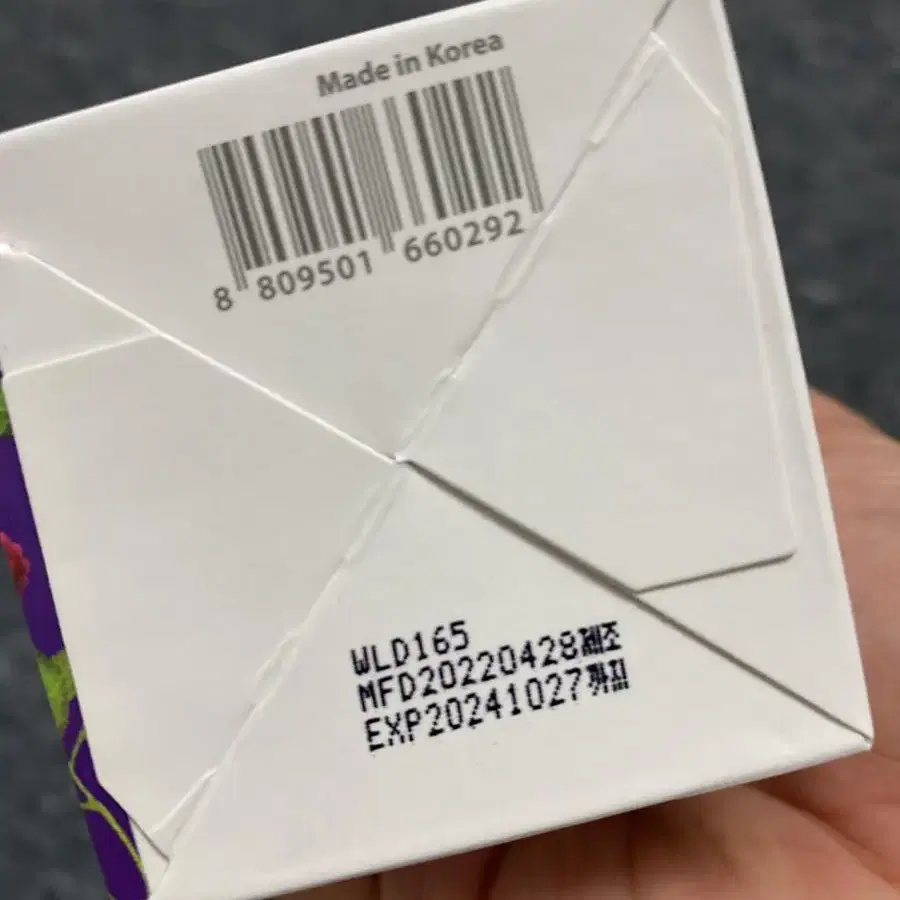 Made in Korea
8 809501 660292
WLD165
MFD20220428제조
EXP20241027까지